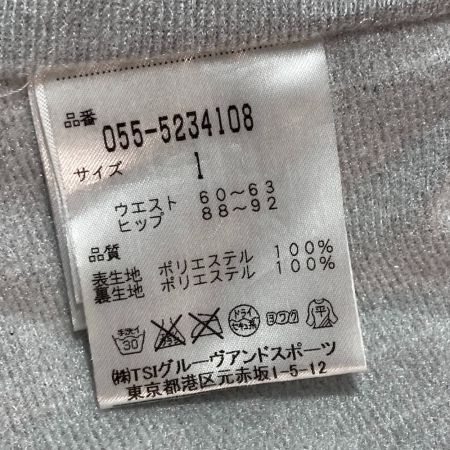 品番
055-5234108
サイズ 1
ウエスト 60〜63
ヒップ 88〜92
品質
表生地 ポリエステル 100%
裏生地 ポリエステル 100%
手洗イ 30 ドライ セキユ系 ヨワク 平
㈱TSIグルーヴアンドスポーツ
東京都港区元赤坂1-5-12